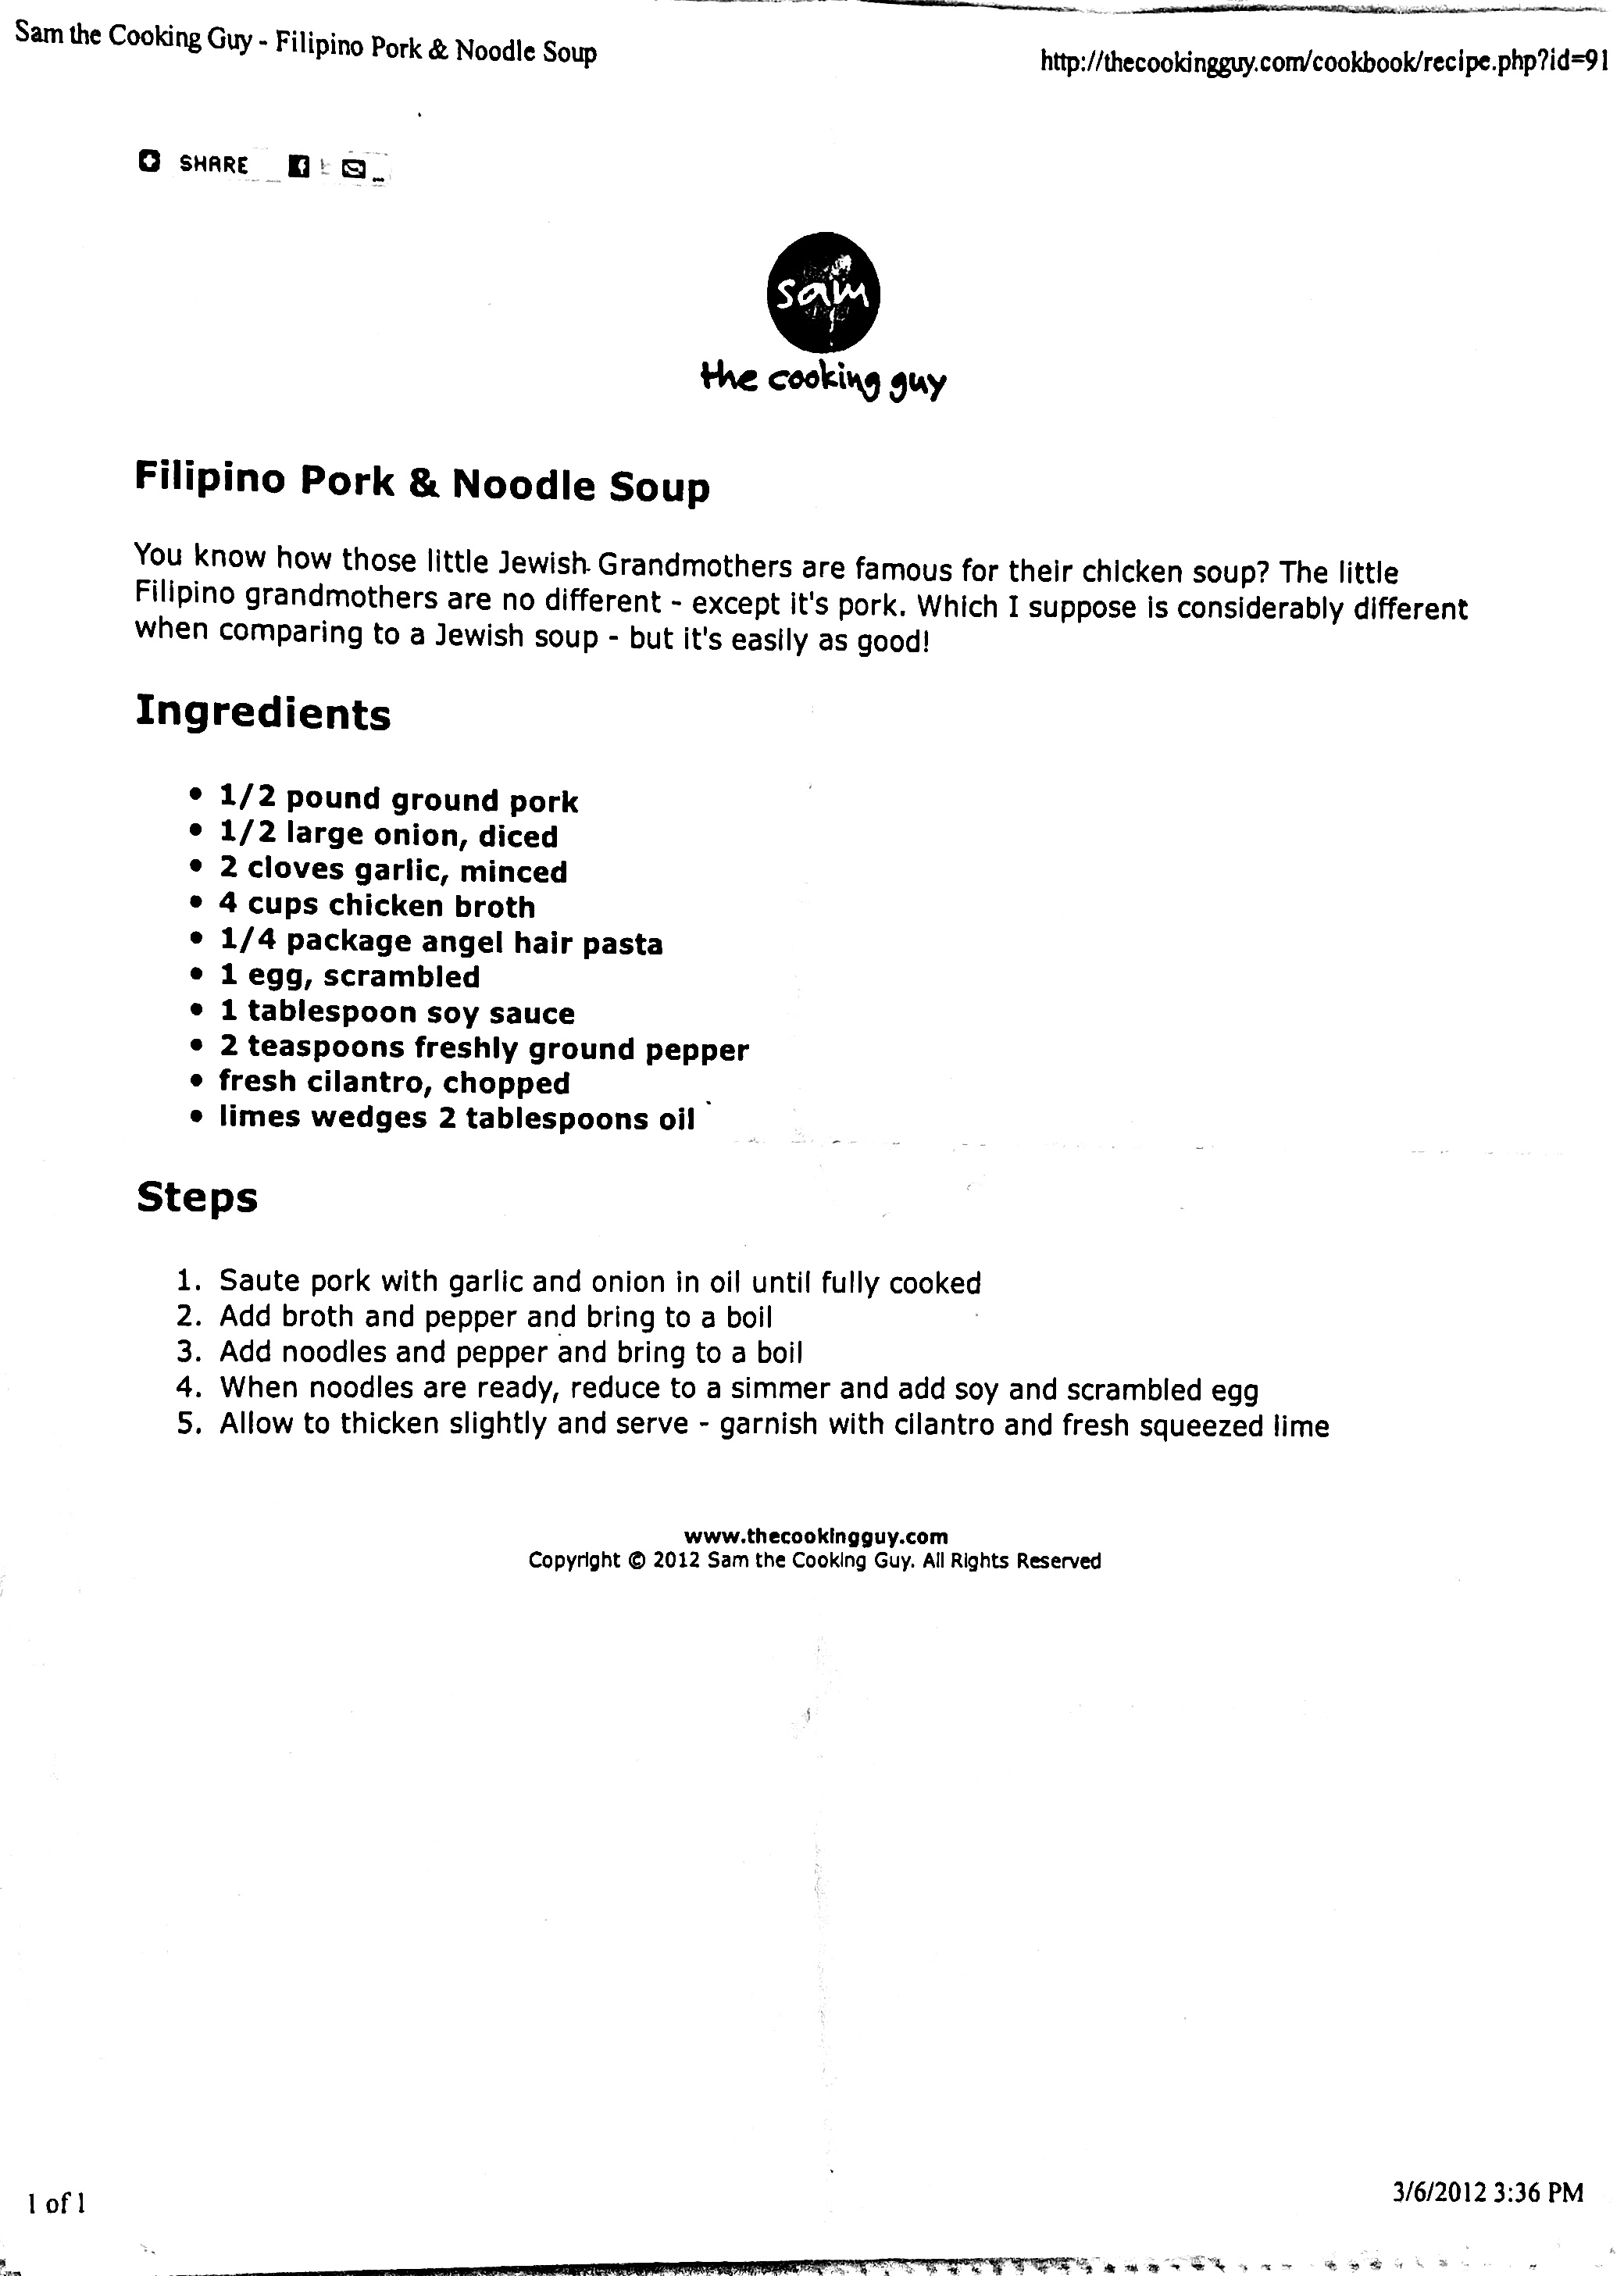 Sam the Cooking Guy - Filipino Pork & Noodle Soup
http://thecookingguy.com/cookbook/recipe.php?id=91
SHARE
sam
the cooking guy
Filipino Pork & Noodle Soup
You know how those little Jewish Grandmothers are famous for their chicken soup? The little
Filipino grandmothers are no different - except it's pork. Which I suppose is considerably different
when comparing to a Jewish soup - but it's easily as good!
Ingredients
• 1/2 pound ground pork
• 1/2 large onion, diced
• 2 cloves garlic, minced
• 4 cups chicken broth
• 1/4 package angel hair pasta
• 1 egg, scrambled
• 1 tablespoon soy sauce
• 2 teaspoons freshly ground pepper
• fresh cilantro, chopped
• limes wedges 2 tablespoons oil
Steps
1. Saute pork with garlic and onion in oil until fully cooked
2. Add broth and pepper and bring to a boil
3. Add noodles and pepper and bring to a boil
4. When noodles are ready, reduce to a simmer and add soy and scrambled egg
5. Allow to thicken slightly and serve - garnish with cilantro and fresh squeezed lime
www.thecookingguy.com
Copyright © 2012 Sam the Cooking Guy. All Rights Reserved
1 of 1
3/6/2012 3:36 PM